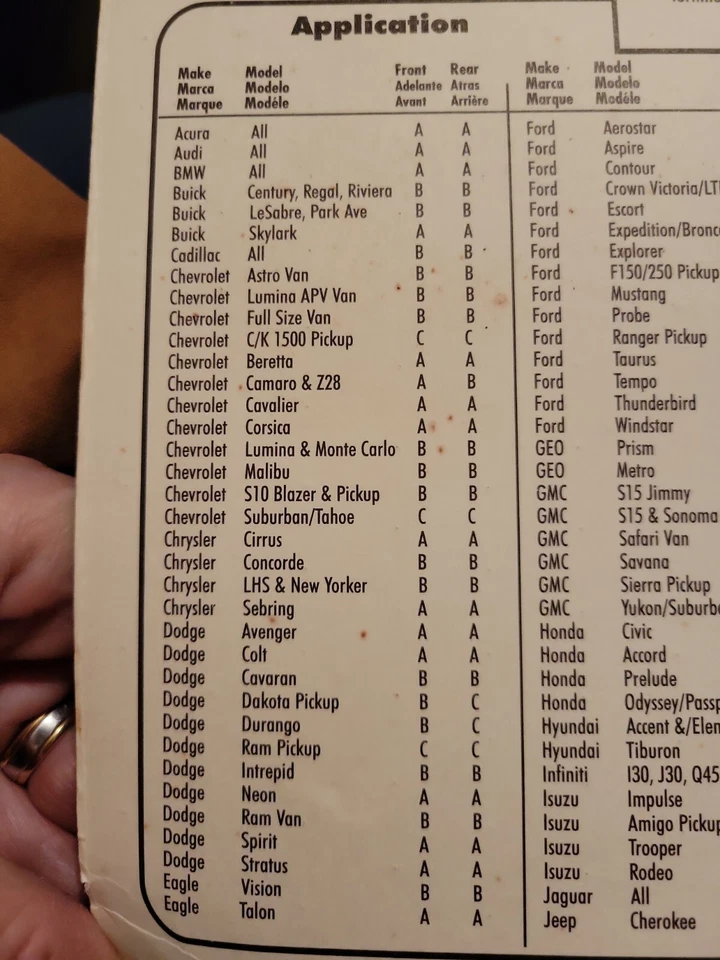 Application
Make Model Front Rear
Marca Modelo Adelante Atras
Marque Modéle Avant Arrière
Acura All A A
Audi All A A
BMW All A A
Buick Century, Regal, Riviera B B
Buick LeSabre, Park Ave B B
Buick Skylark A A
Cadillac All B B
Chevrolet Astro Van B B
Chevrolet Lumina APV Van B B
Chevrolet Full Size Van B B
Chevrolet C/K 1500 Pickup C C
Chevrolet Beretta A A
Chevrolet Camaro & Z28 A B
Chevrolet Cavalier A A
Chevrolet Corsica A A
Chevrolet Lumina & Monte Carlo B B
Chevrolet Malibu B B
Chevrolet S10 Blazer & Pickup B B
Chevrolet Suburban/Tahoe C C
Chrysler Cirrus A A
Chrysler Concorde B B
Chrysler LHS & New Yorker B B
Chrysler Sebring A A
Dodge Avenger A A
Dodge Colt A A
Dodge Cavaran B B
Dodge Dakota Pickup B C
Dodge Durango B C
Dodge Ram Pickup C C
Dodge Intrepid B B
Dodge Neon A A
Dodge Ram Van B B
Dodge Spirit A A
Dodge Stratus A A
Eagle Vision B B
Eagle Talon A A
Make Model
Marca Modelo
Marque Modéle
Ford Aerostar
Ford Aspire
Ford Contour
Ford Crown Victoria/LT
Ford Escort
Ford Expedition/Bronc
Ford Explorer
Ford F150/250 Pickup
Ford Mustang
Ford Probe
Ford Ranger Pickup
Ford Taurus
Ford Tempo
Ford Thunderbird
Ford Windstar
GEO Prism
GEO Metro
GMC S15 Jimmy
GMC S15 & Sonoma
GMC Safari Van
GMC Savana
GMC Sierra Pickup
GMC Yukon/Suburb
Honda Civic
Honda Accord
Honda Prelude
Honda Odyssey/Passp
Hyundai Accent &/Elen
Hyundai Tiburon
Infiniti I30, J30, Q45
Isuzu Impulse
Isuzu Amigo Pickup
Isuzu Trooper
Isuzu Rodeo
Jaguar All
Jeep Cherokee